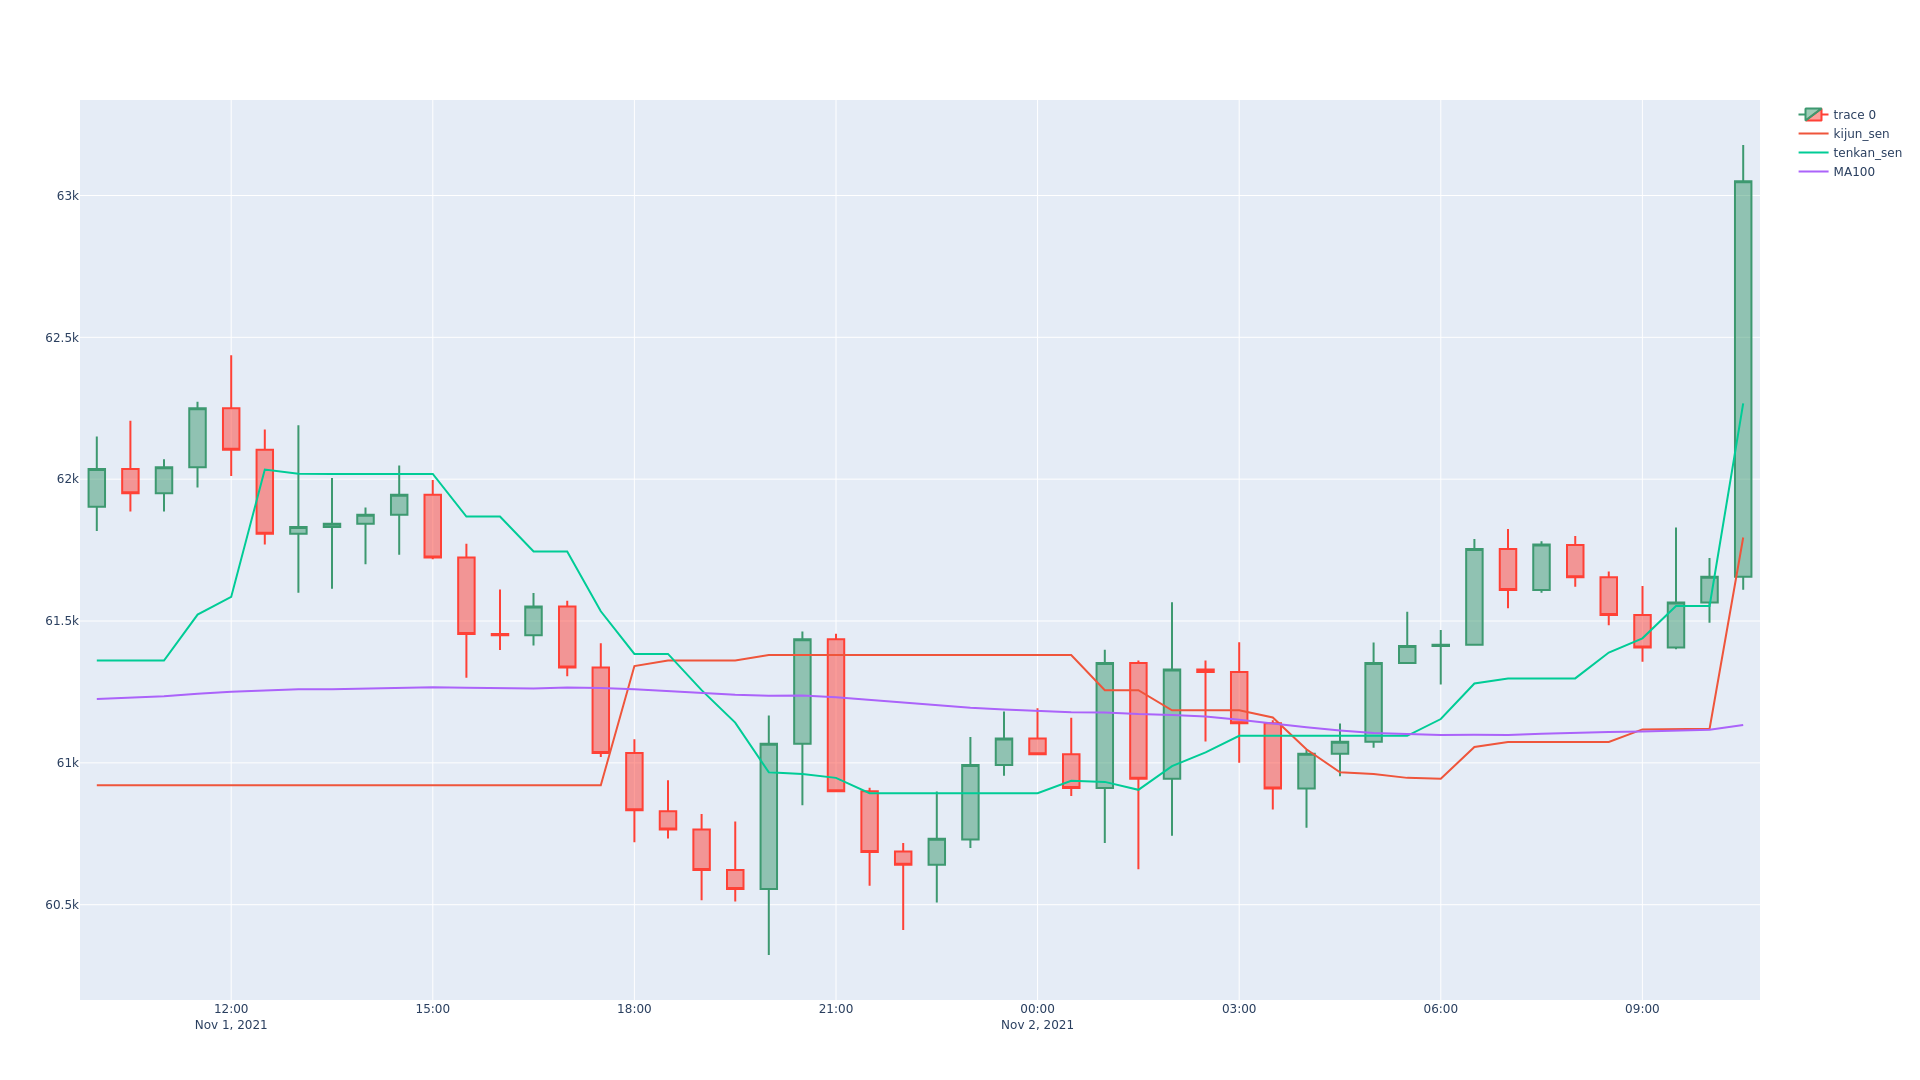 trace 0
kijun_sen
tenkan_sen
MA100
63k
62.5k
62k
61.5k
61k
60.5k
12:00 15:00 18:00 21:00 00:00 03:00 06:00 09:00
Nov 1, 2021 Nov 2, 2021